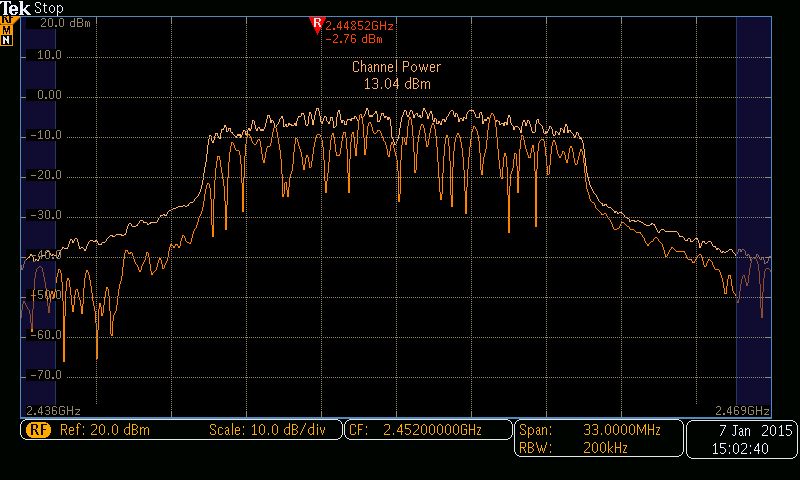 Tek Stop
RF
M
N
20.0 dBm
R 2.44852GHz
-2.76 dBm
10.0
Channel Power
13.04 dBm
0.00
-10.0
-20.0
-30.0
-40.0
-50.0
-60.0
-70.0
2.436GHz 2.469GHz
RF Ref: 20.0 dBm Scale: 10.0 dB/div CF: 2.45200000GHz Span: 33.0000MHz 7 Jan 2015
RBW: 200kHz 15:02:40